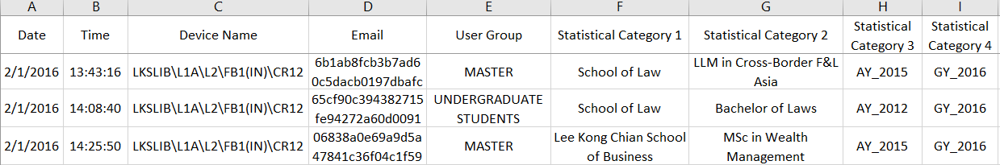 A B C D E F G H I
Date Time Device Name Email User Group Statistical Category 1 Statistical Category 2 Statistical Category 3 Statistical Category 4
2/1/2016 13:43:16 LKSLIB\L1A\L2\FB1(IN)\CR12 6b1ab8fcb3b7ad60c5dacb0197dbafc MASTER School of Law LLM in Cross-Border F&L Asia AY_2015 GY_2016
2/1/2016 14:08:40 LKSLIB\L1A\L2\FB1(IN)\CR12 65cf90c394382715fe94272a60d0091 UNDERGRADUATE STUDENTS School of Law Bachelor of Laws AY_2012 GY_2016
2/1/2016 14:25:50 LKSLIB\L1A\L2\FB1(IN)\CR12 06838a0e69a9d5a47841c36f04c1f59 MASTER Lee Kong Chian School of Business MSc in Wealth Management AY_2015 GY_2016